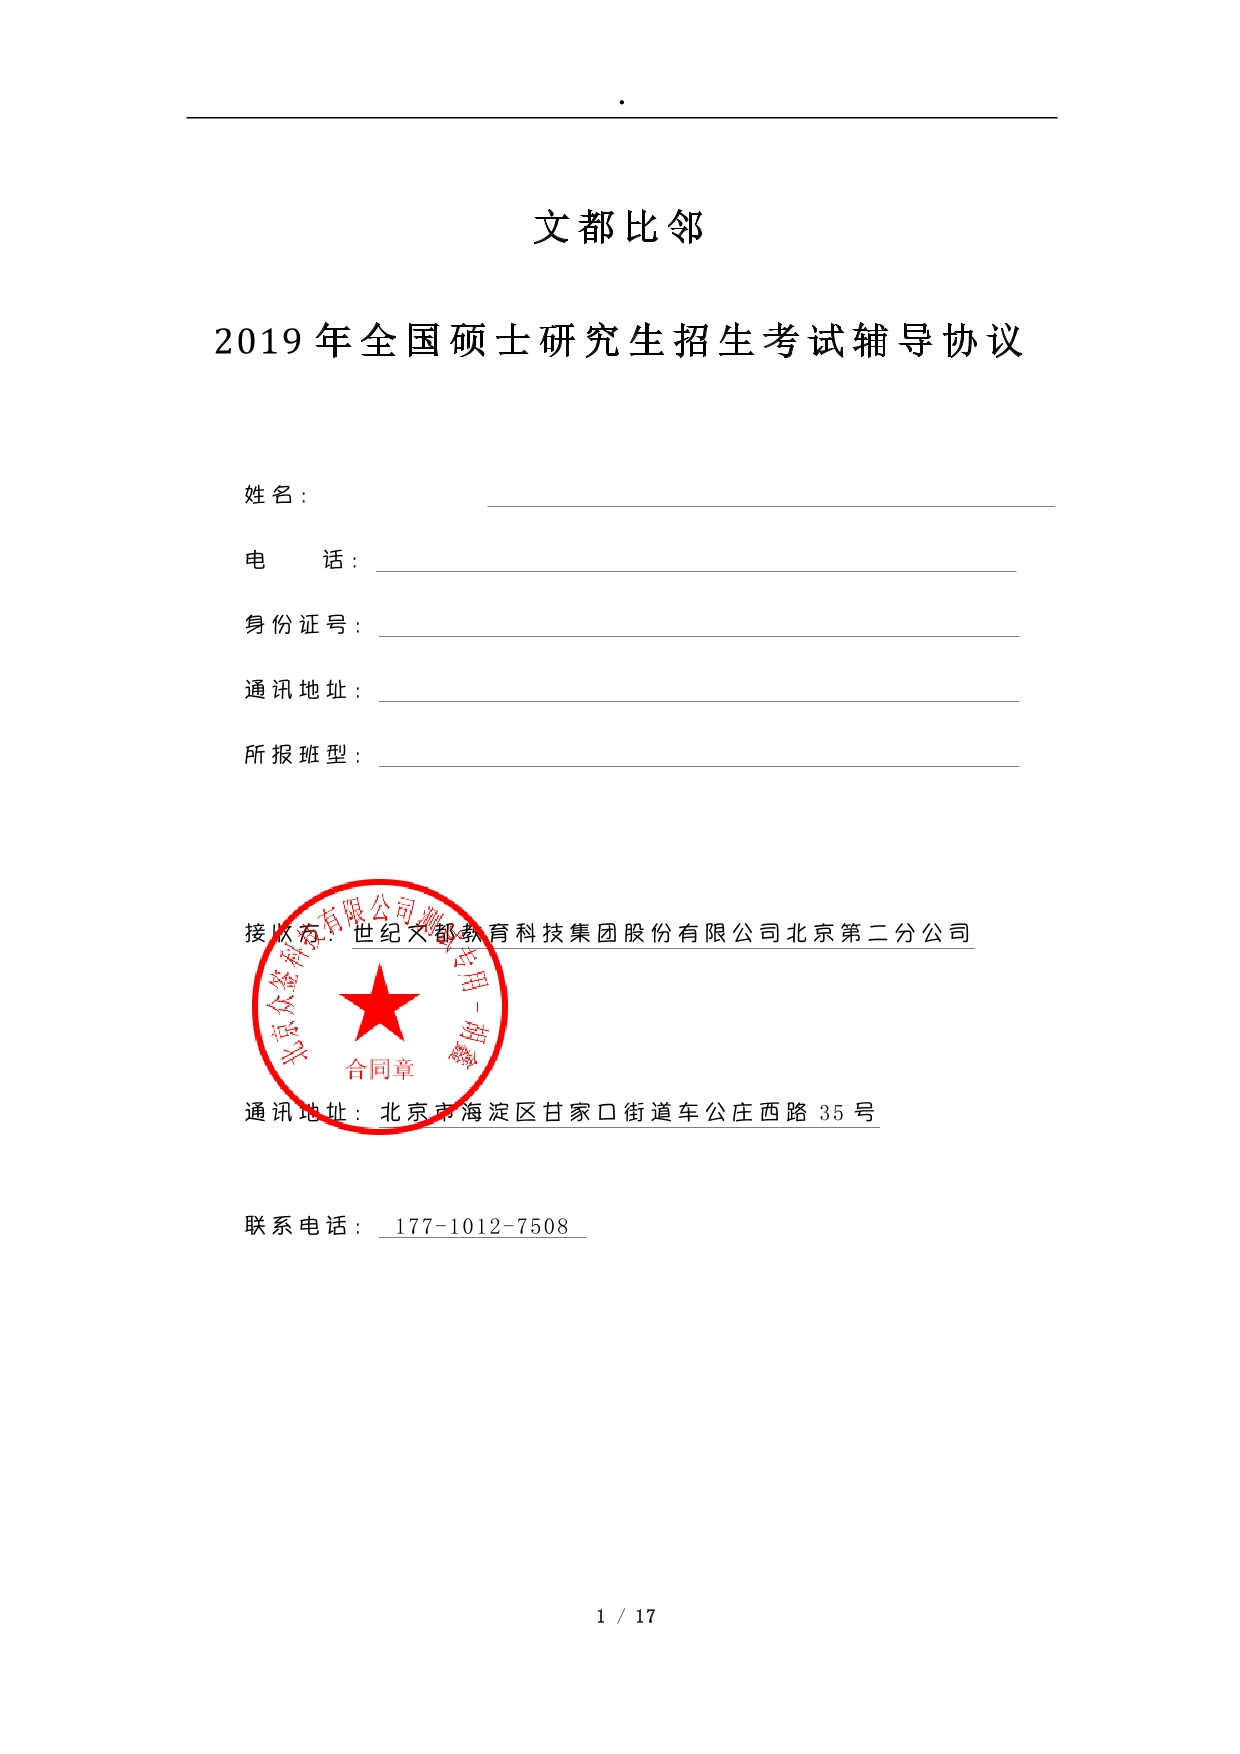 .
文都比邻
2019年全国硕士研究生招生考试辅导协议
姓名：
电 话：
身份证号：
通讯地址：
所报班型：
接收方：世纪文都教育科技集团股份有限公司北京第二分公司
北京众签科技有限公司测试专用-胡鑫
合同章
通讯地址：北京市海淀区甘家口街道车公庄西路 35 号
联系电话： 177-1012-7508
1 / 17